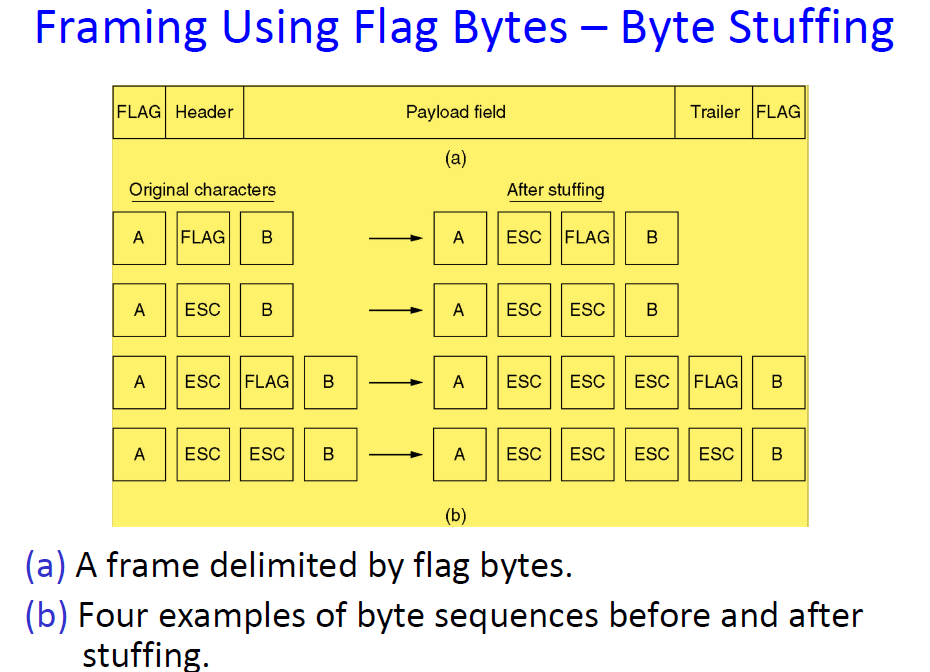 Framing Using Flag Bytes – Byte Stuffing
FLAG Header Payload field Trailer FLAG
(a)
Original characters After stuffing
A FLAG B A ESC FLAG B
A ESC B A ESC ESC B
A ESC FLAG B A ESC ESC ESC FLAG B
A ESC ESC B A ESC ESC ESC ESC B
(b)
(a) A frame delimited by flag bytes.
(b) Four examples of byte sequences before and after
stuffing.